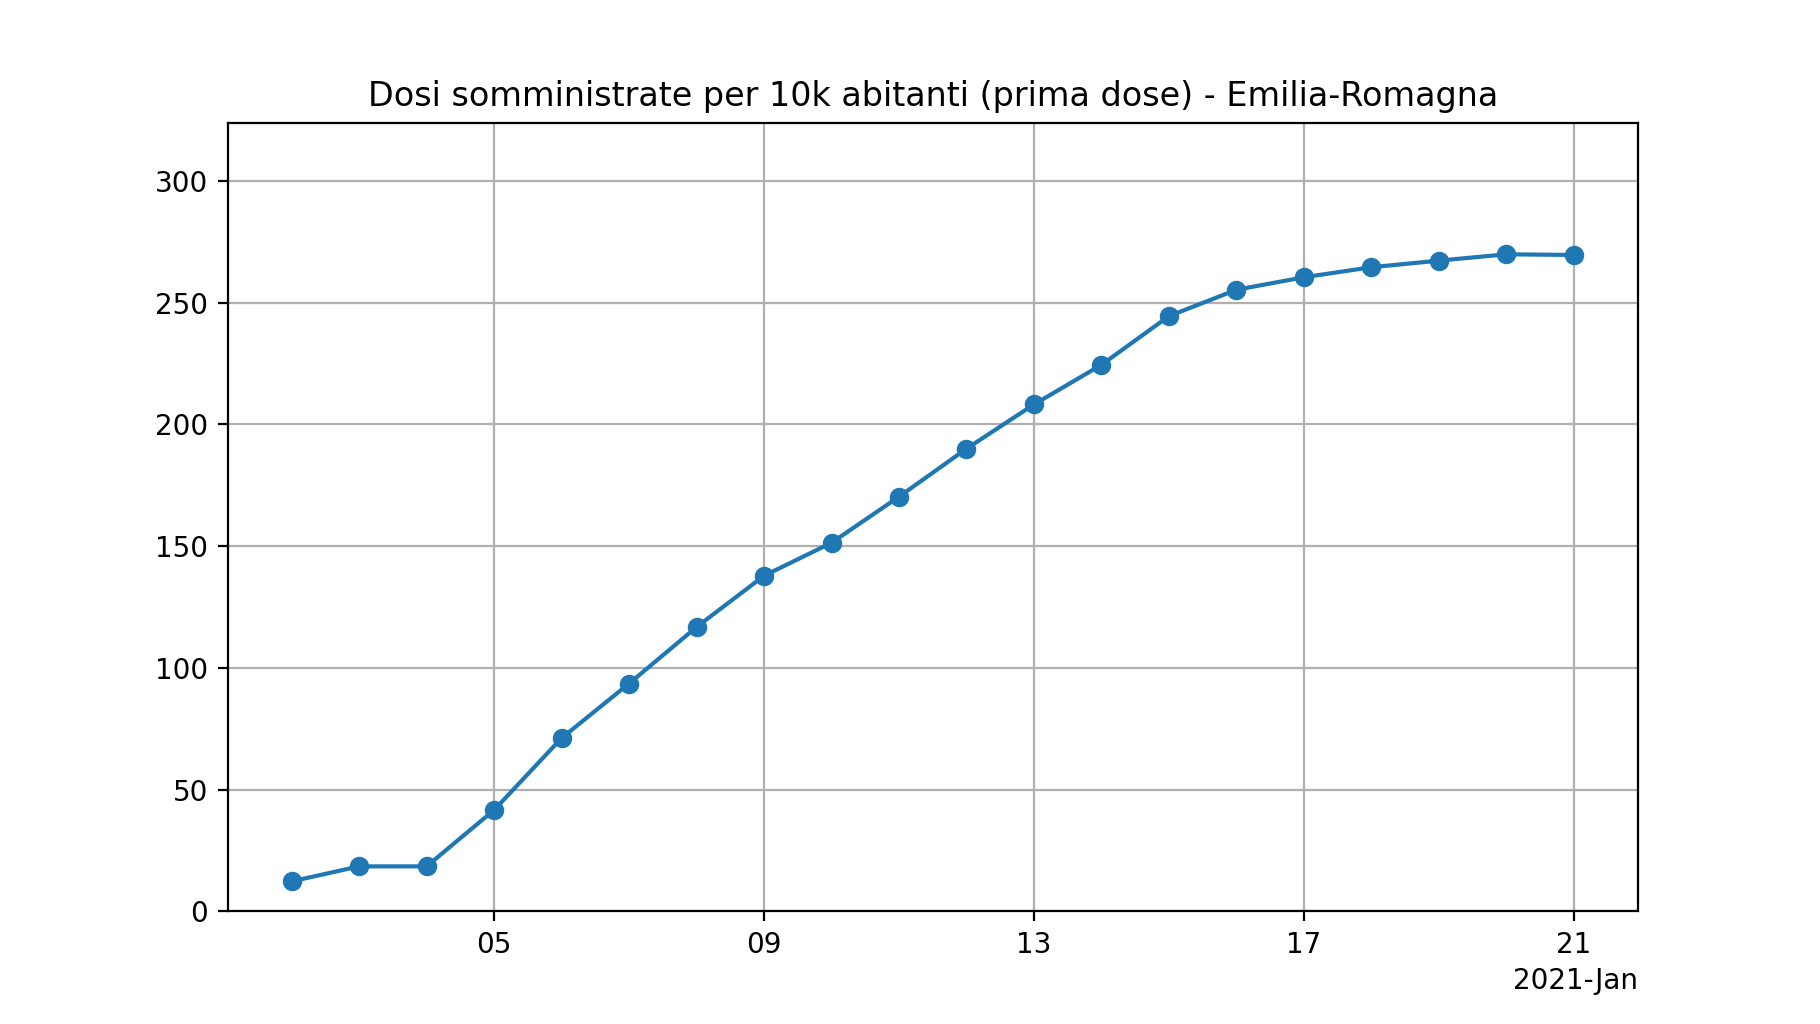 Dosi somministrate per 10k abitanti (prima dose) - Emilia-Romagna
300
250
200
150
100
50
0
05 09 13 17 21
2021-Jan